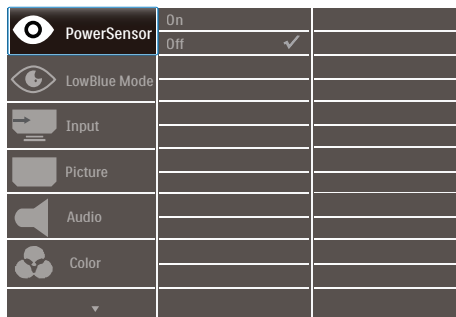 PowerSensor
On
Off
LowBlue Mode
Input
Picture
Audio
Color